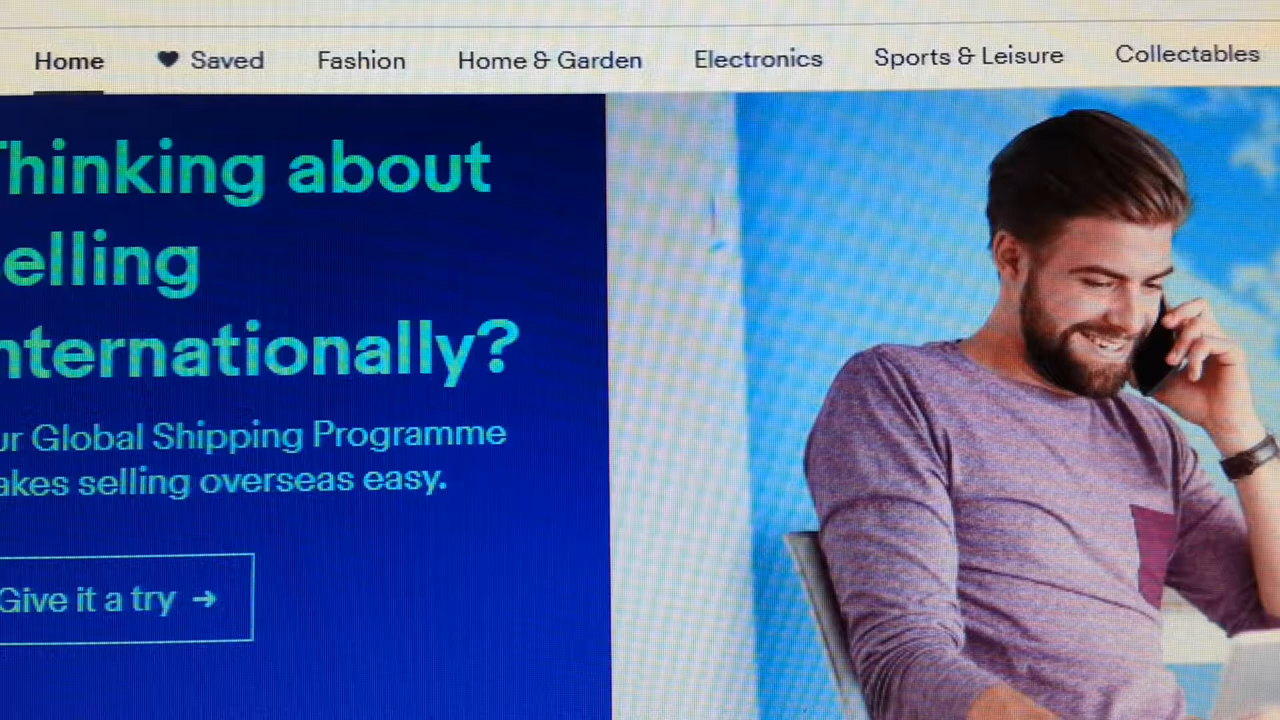 Home Saved Fashion Home & Garden Electronics Sports & Leisure Collectables
Thinking about
elling
nternationally?
ur Global Shipping Programme
akes selling overseas easy.
Give it a try →